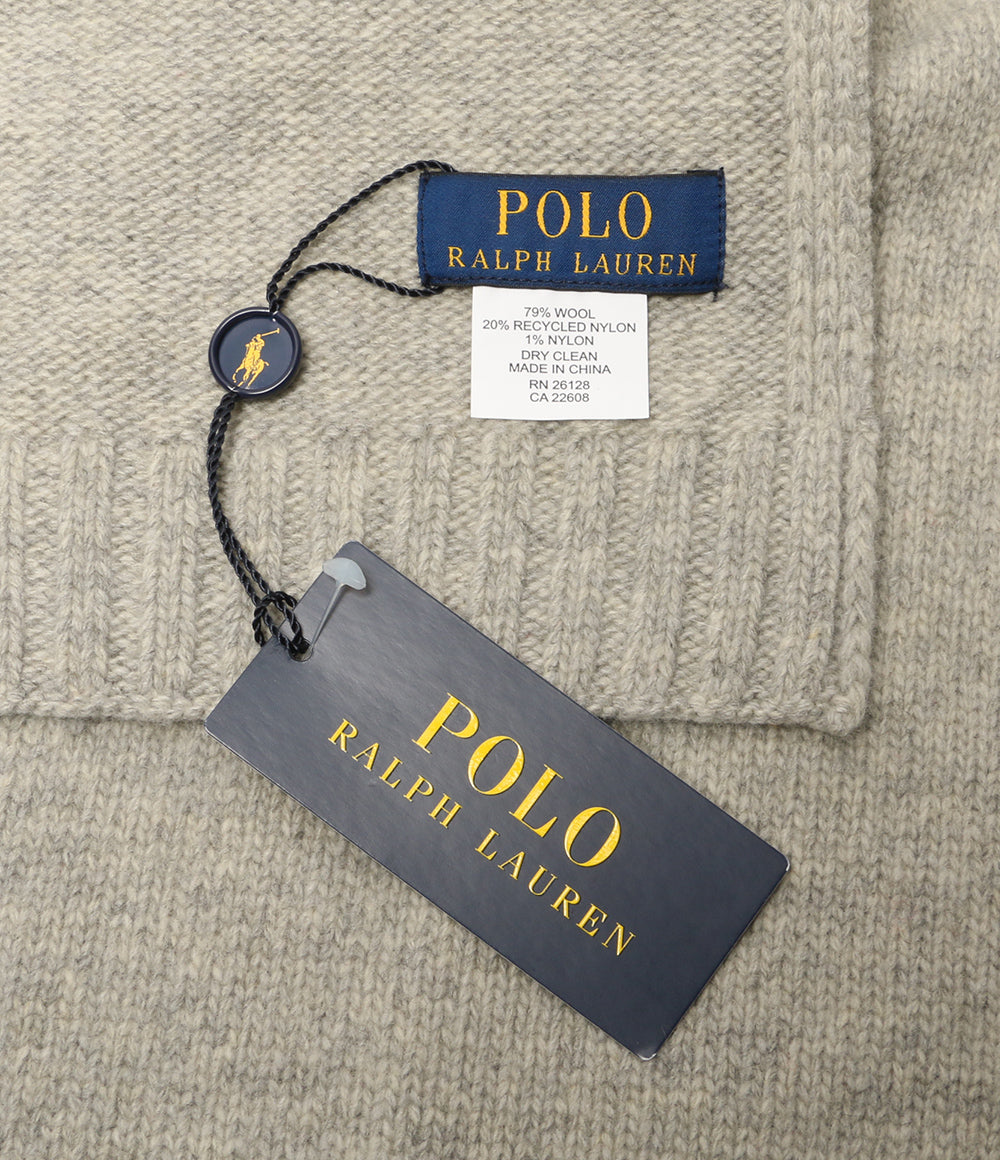 POLO
RALPH LAUREN
79% WOOL
20% RECYCLED NYLON
1% NYLON
DRY CLEAN
MADE IN CHINA
RN 26128
CA 22608
POLO
RALPH LAUREN